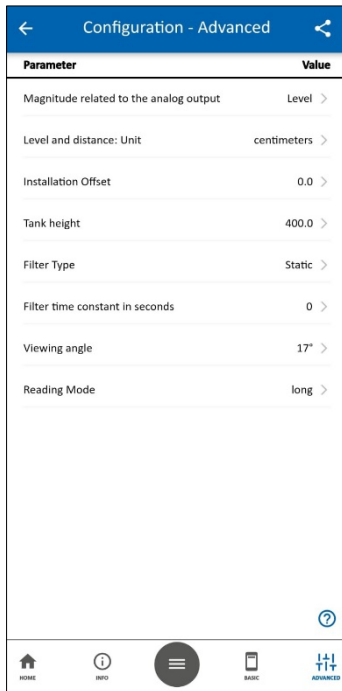 Configuration - Advanced
Parameter Value
Magnitude related to the analog output Level
Level and distance: Unit centimeters
Installation Offset 0.0
Tank height 400.0
Filter Type Static
Filter time constant in seconds 0
Viewing angle 17°
Reading Mode long
HOME INFO BASIC ADVANCED